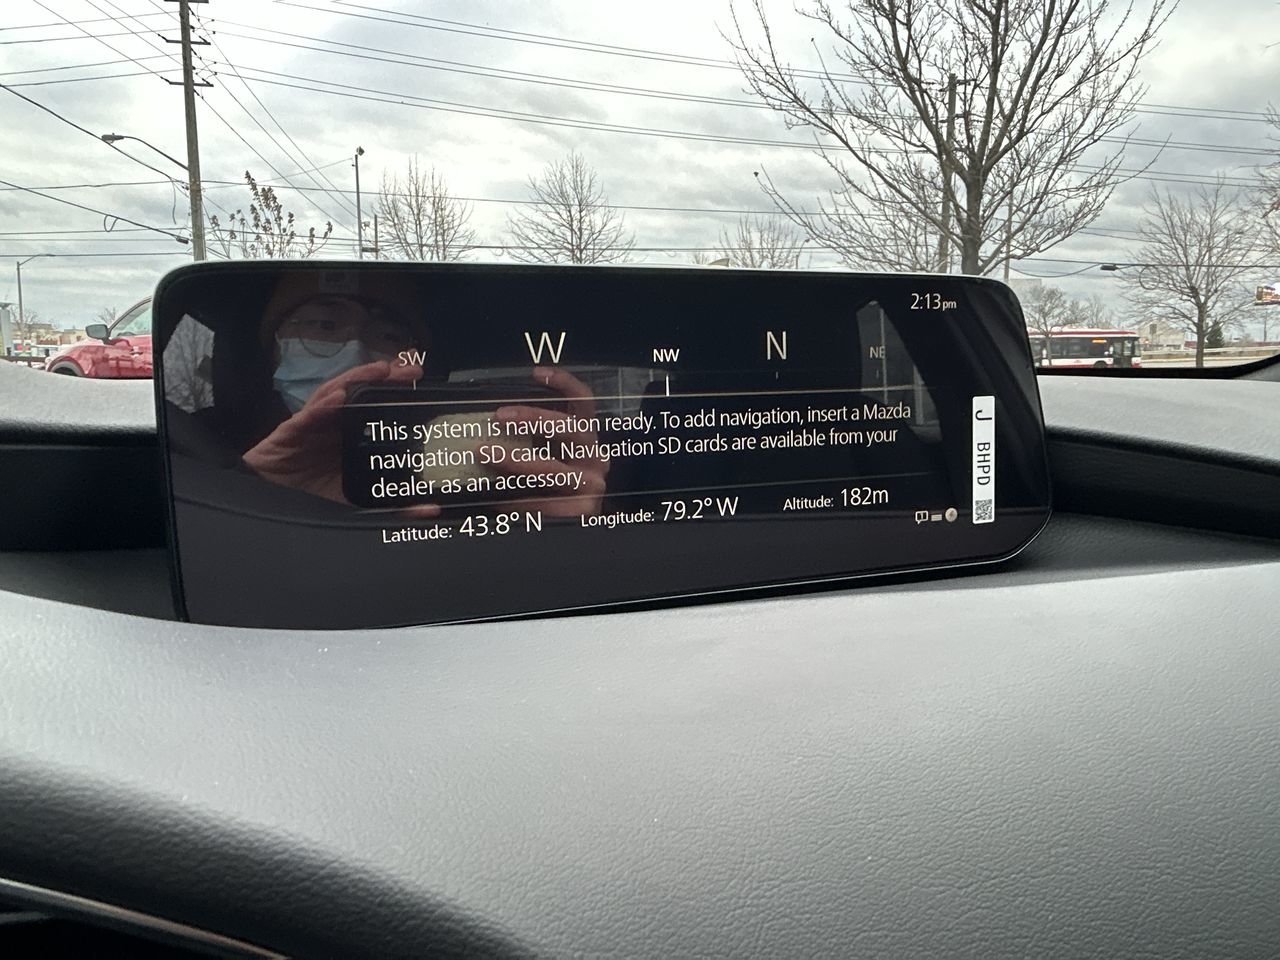 2:13pm
SW W NW N NE
This system is navigation ready. To add navigation, insert a Mazda
navigation SD card. Navigation SD cards are available from your
dealer as an accessory.
Latitude: 43.8° N Longitude: 79.2° W Altitude: 182m
J BHPD